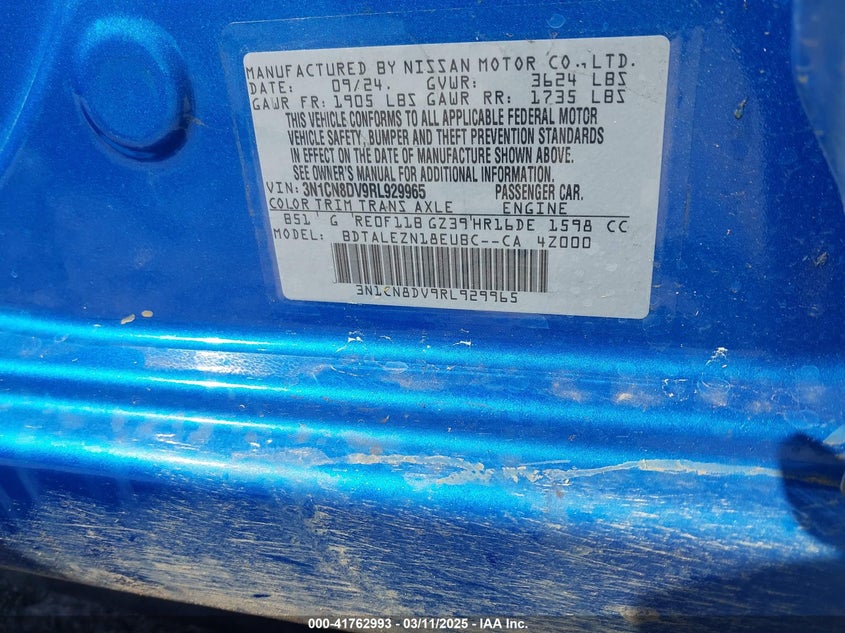 MANUFACTURED BY NISSAN MOTOR CO., LTD.
DATE: 09/24. GVWR: 3624 LBS
GAWR FR: 1905 LBS GAWR RR: 1735 LBS
THIS VEHICLE CONFORMS TO ALL APPLICABLE FEDERAL MOTOR
VEHICLE SAFETY, BUMPER AND THEFT PREVENTION STANDARDS
IN EFFECT ON THE DATE OF MANUFACTURE SHOWN ABOVE.
SEE OWNER'S MANUAL FOR ADDITIONAL INFORMATION.
VIN: 3N1CN8DV9RL929965 PASSENGER CAR.
COLOR TRIM TRANS AXLE ENGINE
B51 G RE0F11B GZ39 HR16DE 1598 CC
MODEL: BDTALEZN18EUBC--CA 4Z000
3N1CN8DV9RL929965
000-41762993 - 03/11/2025 - IAA Inc.